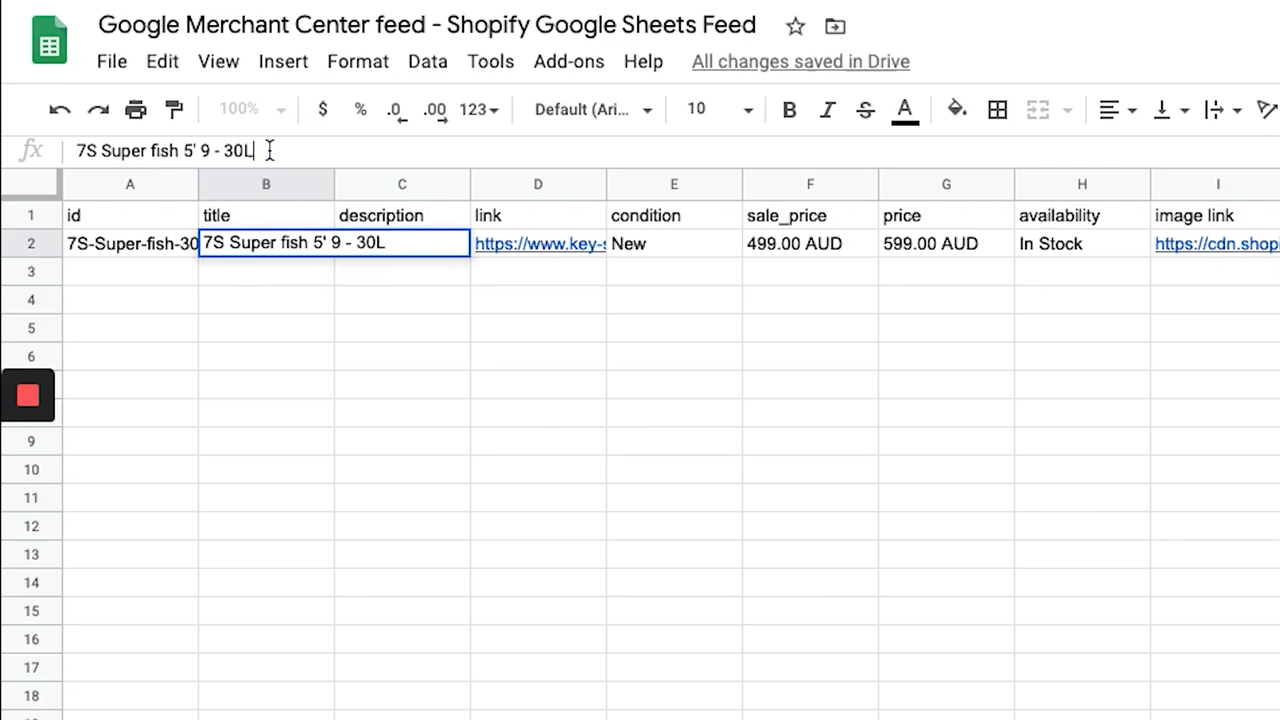 Google Merchant Center feed - Shopify Google Sheets Feed
File Edit View Insert Format Data Tools Add-ons Help All changes saved in Drive
100% $ % .0 .00 123 Default (Ari... 10 B I S A
fx 7S Super fish 5' 9 - 30L
A B C D E F G H I
1 id title description link condition sale_price price availability image link
2 7S-Super-fish-30 7S Super fish 5' 9 - 30L https://www.key-s New 499.00 AUD 599.00 AUD In Stock https://cdn.shopi
3
4
5
6
9
10
11
12
13
14
15
16
17
18